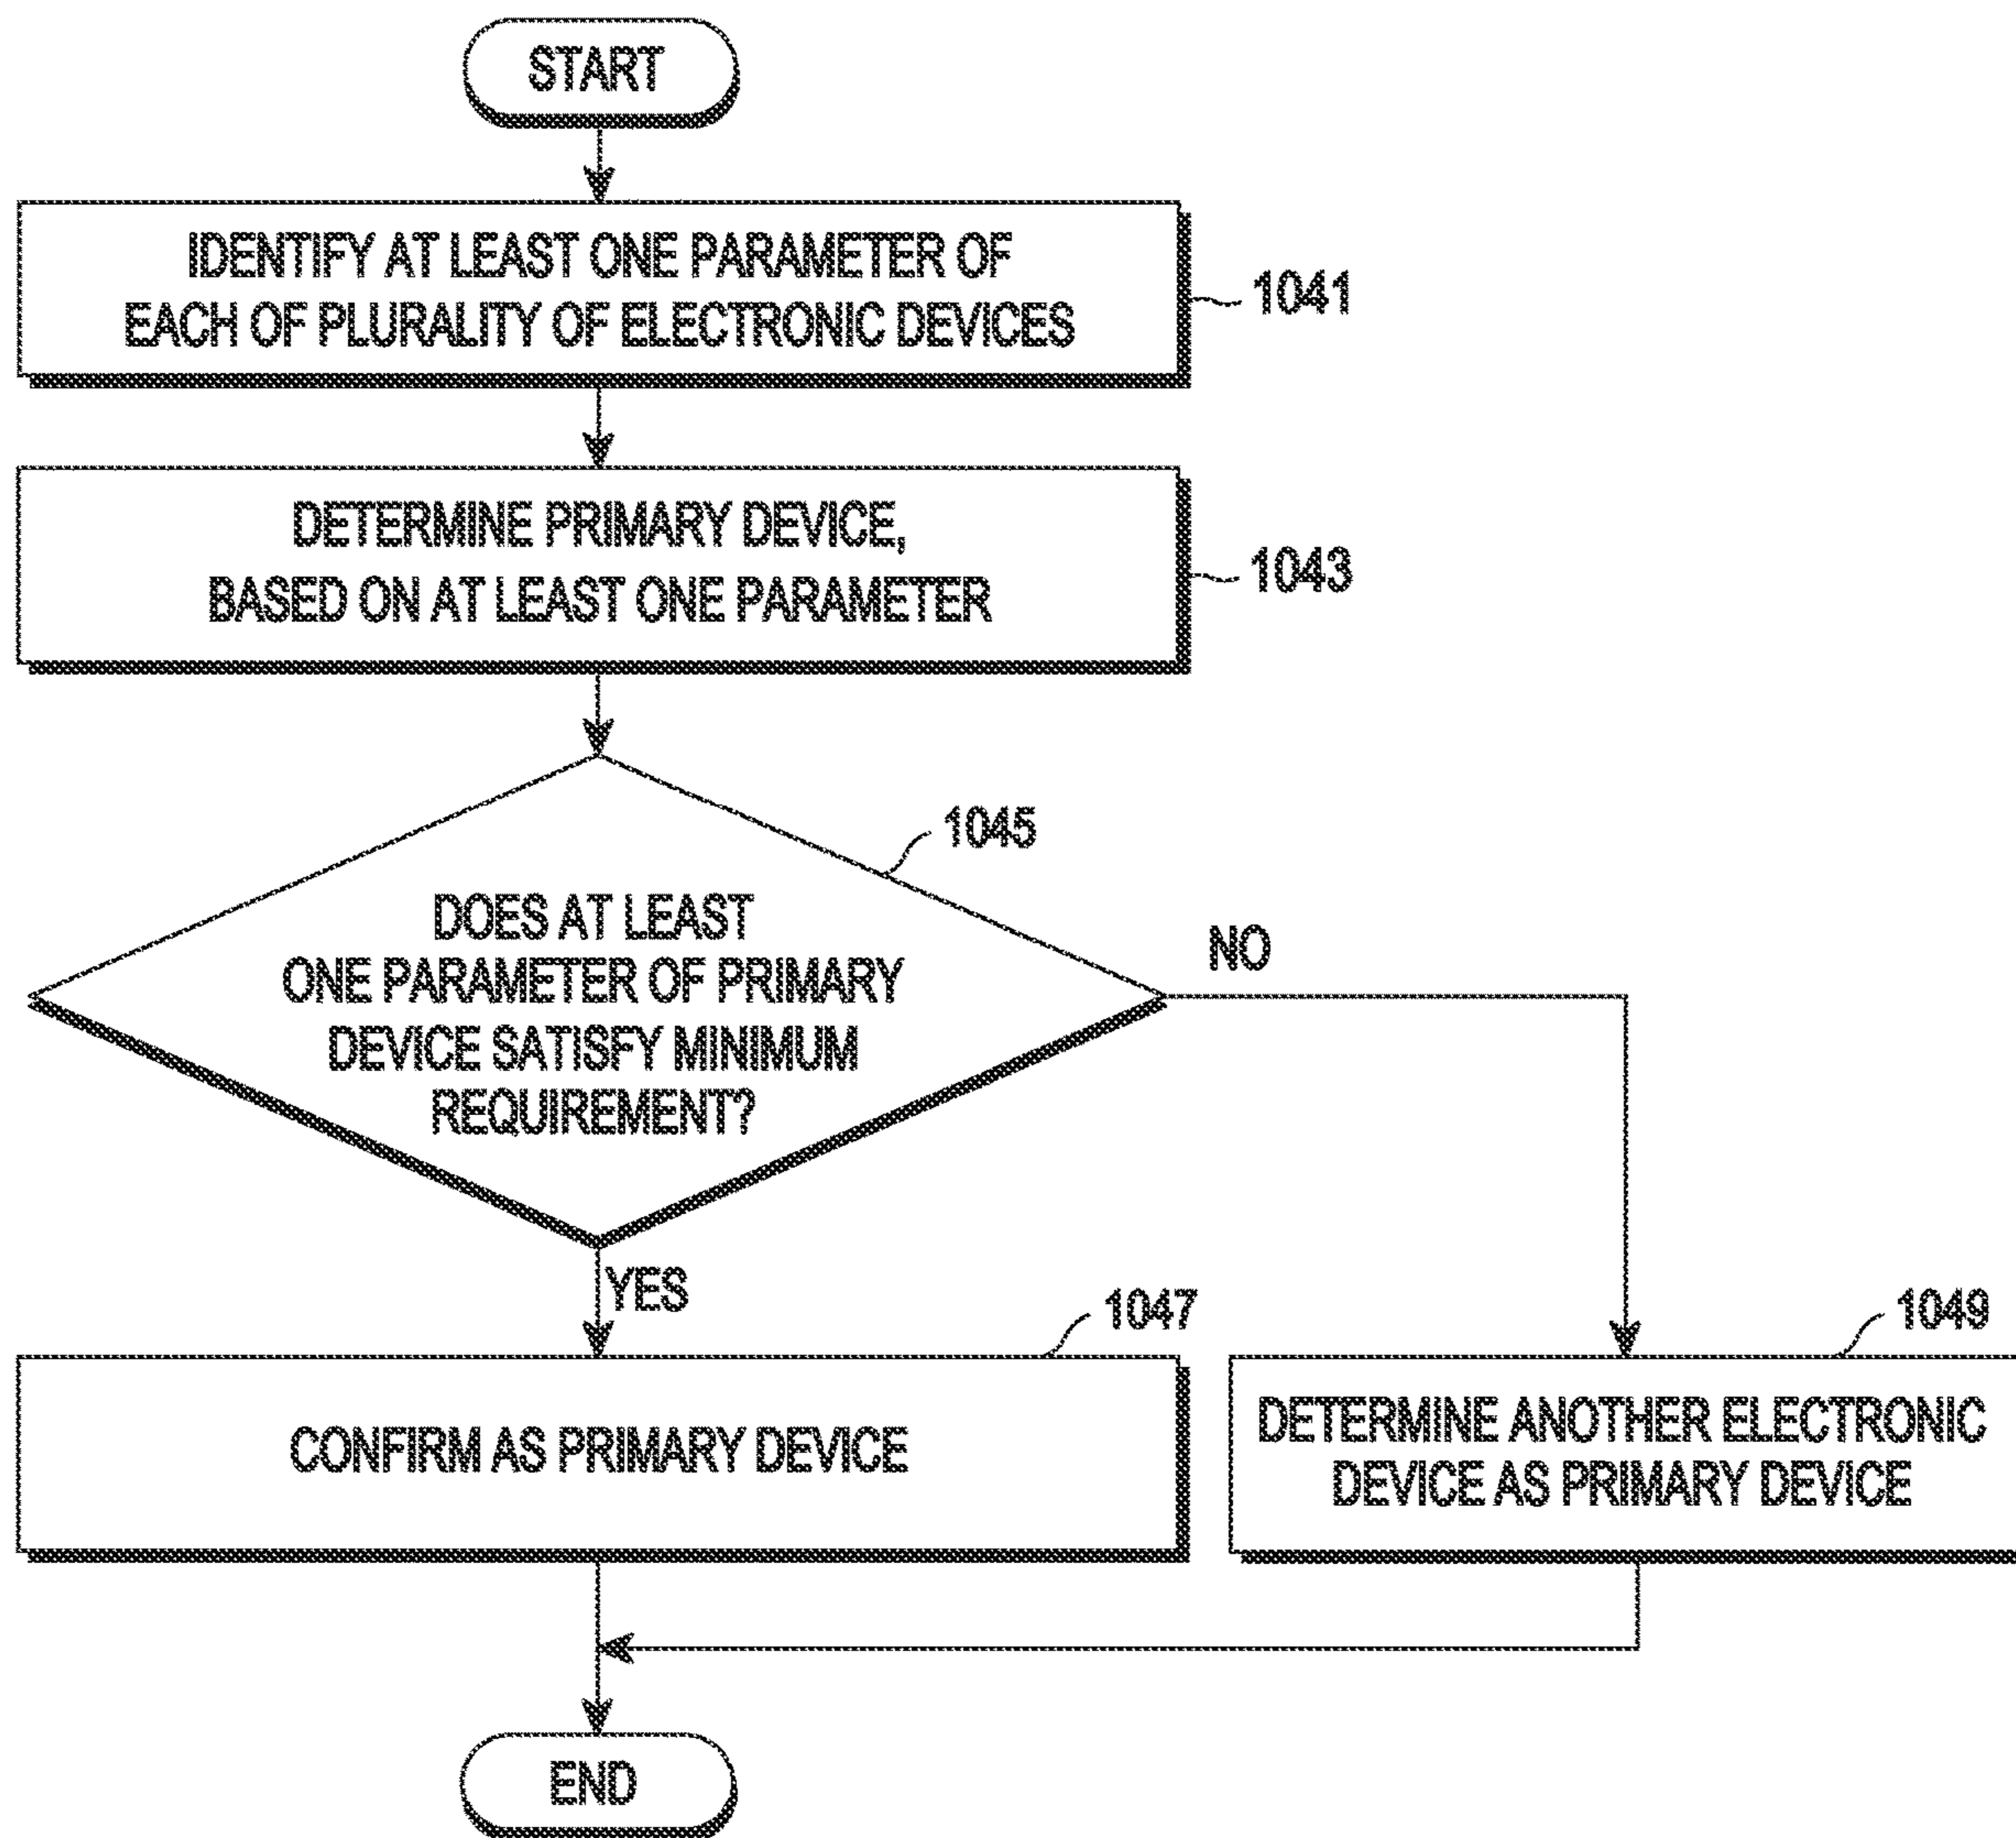 START
IDENTIFY AT LEAST ONE PARAMETER OF
EACH OF PLURALITY OF ELECTRONIC DEVICES
1041
DETERMINE PRIMARY DEVICE,
BASED ON AT LEAST ONE PARAMETER
1043
1045
DOES AT LEAST
ONE PARAMETER OF PRIMARY
DEVICE SATISFY MINIMUM
REQUIREMENT?
NO
YES
1047
CONFIRM AS PRIMARY DEVICE
1049
DETERMINE ANOTHER ELECTRONIC
DEVICE AS PRIMARY DEVICE
END